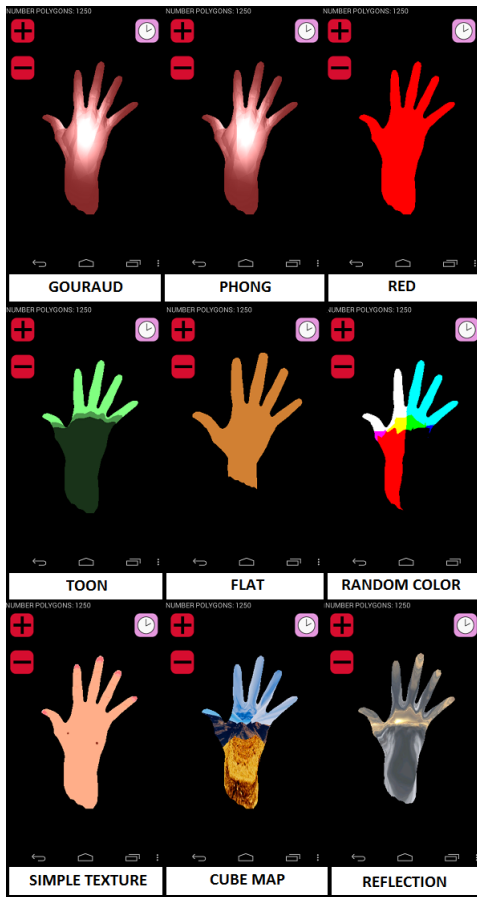 NUMBER POLYGONS: 1250 NUMBER POLYGONS: 1250 NUMBER POLYGONS: 1250
GOURAUD PHONG RED
NUMBER POLYGONS: 1250 NUMBER POLYGONS: 1250 NUMBER POLYGONS: 1250
TOON FLAT RANDOM COLOR
NUMBER POLYGONS: 1250 NUMBER POLYGONS: 1250 NUMBER POLYGONS: 1250
SIMPLE TEXTURE CUBE MAP REFLECTION